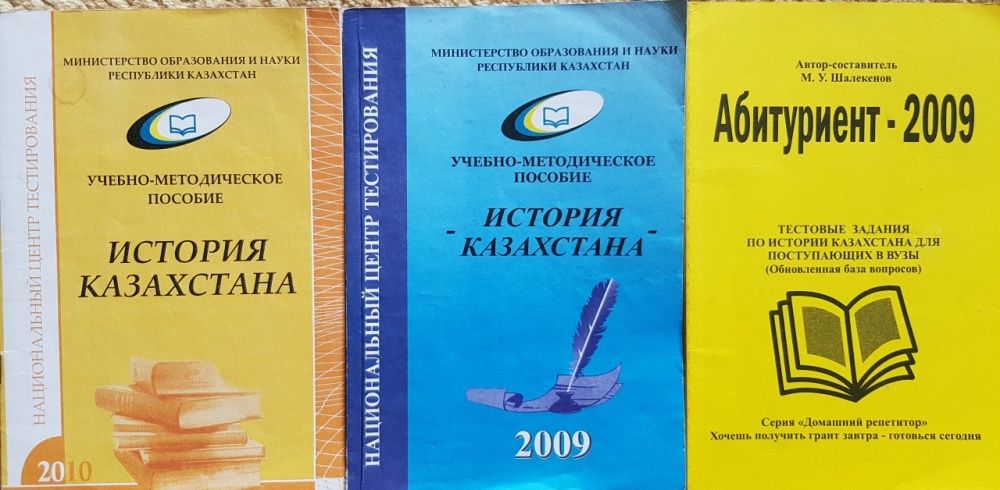 НАЦИОНАЛЬНЫЙ ЦЕНТР ТЕСТИРОВАНИЯ
МИНИСТЕРСТВО ОБРАЗОВАНИЯ И НАУКИ
РЕСПУБЛИКИ КАЗАХСТАН
УЧЕБНО-МЕТОДИЧЕСКОЕ
ПОСОБИЕ
ИСТОРИЯ
КАЗАХСТАНА
2010
НАЦИОНАЛЬНЫЙ ЦЕНТР ТЕСТИРОВАНИЯ
МИНИСТЕРСТВО ОБРАЗОВАНИЯ И НАУКИ
РЕСПУБЛИКИ КАЗАХСТАН
УЧЕБНО-МЕТОДИЧЕСКОЕ
ПОСОБИЕ
ИСТОРИЯ
- КАЗАХСТАНА -
2009
Автор-составитель
М. У. Шалекенов
Абитуриент - 2009
ТЕСТОВЫЕ ЗАДАНИЯ
ПО ИСТОРИИ КАЗАХСТАНА ДЛЯ
ПОСТУПАЮЩИХ В ВУЗЫ
(Обновленная база вопросов)
Серия «Домашний репетитор»
Хочешь получить грант завтра - готовься сегодня